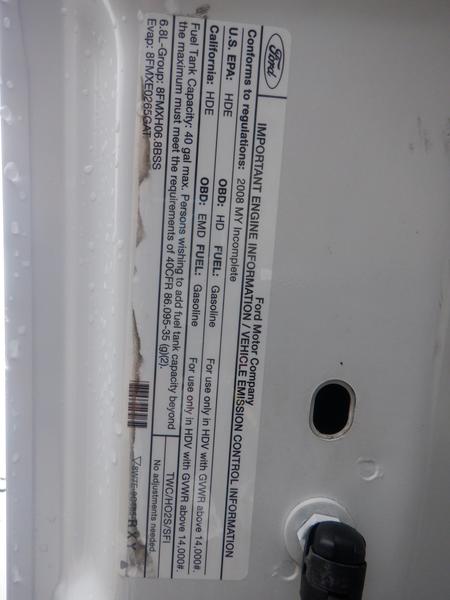 Ford
Ford Motor Company
IMPORTANT ENGINE INFORMATION / VEHICLE EMISSION CONTROL INFORMATION
Conforms to regulations: 2008 MY Incomplete
U.S. EPA: HDE OBD: HD FUEL: Gasoline For use only in HDV with GVWR above 14,000#.
California: HDE OBD: EMD FUEL: Gasoline For use only in HDV with GVWR above 14,000#.
Fuel Tank Capacity: 40 gal max. Persons wishing to add fuel tank capacity beyond
the maximum must meet the requirements of 40CFR 86.095-35 (g)(2).
TWC/HO2S/SFI
6.8L-Group: 8FMXH06.8BSS
No adjustments needed.
Evap: 8FMXE0265GAT